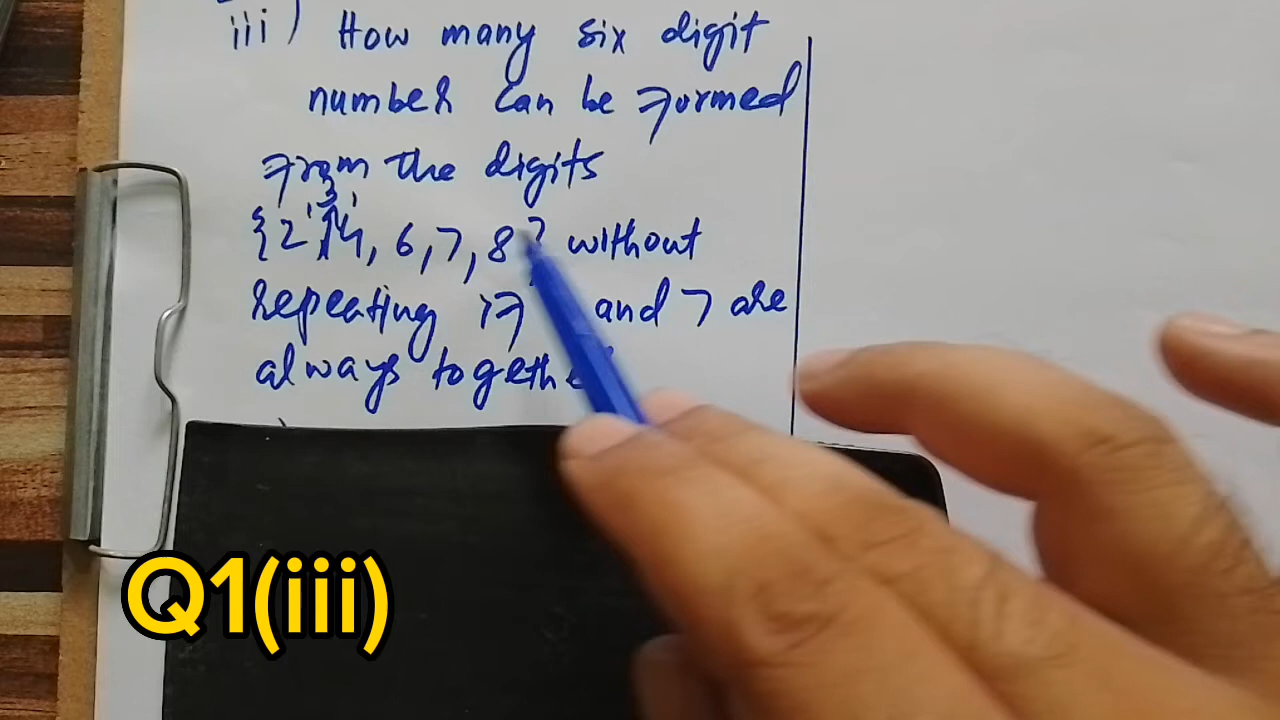 iii) How many six digit
number can be formed
from the digits
{2, 3, 4, 6, 7, 8} without
repeating if and 7 are
always together
Q1(iii)